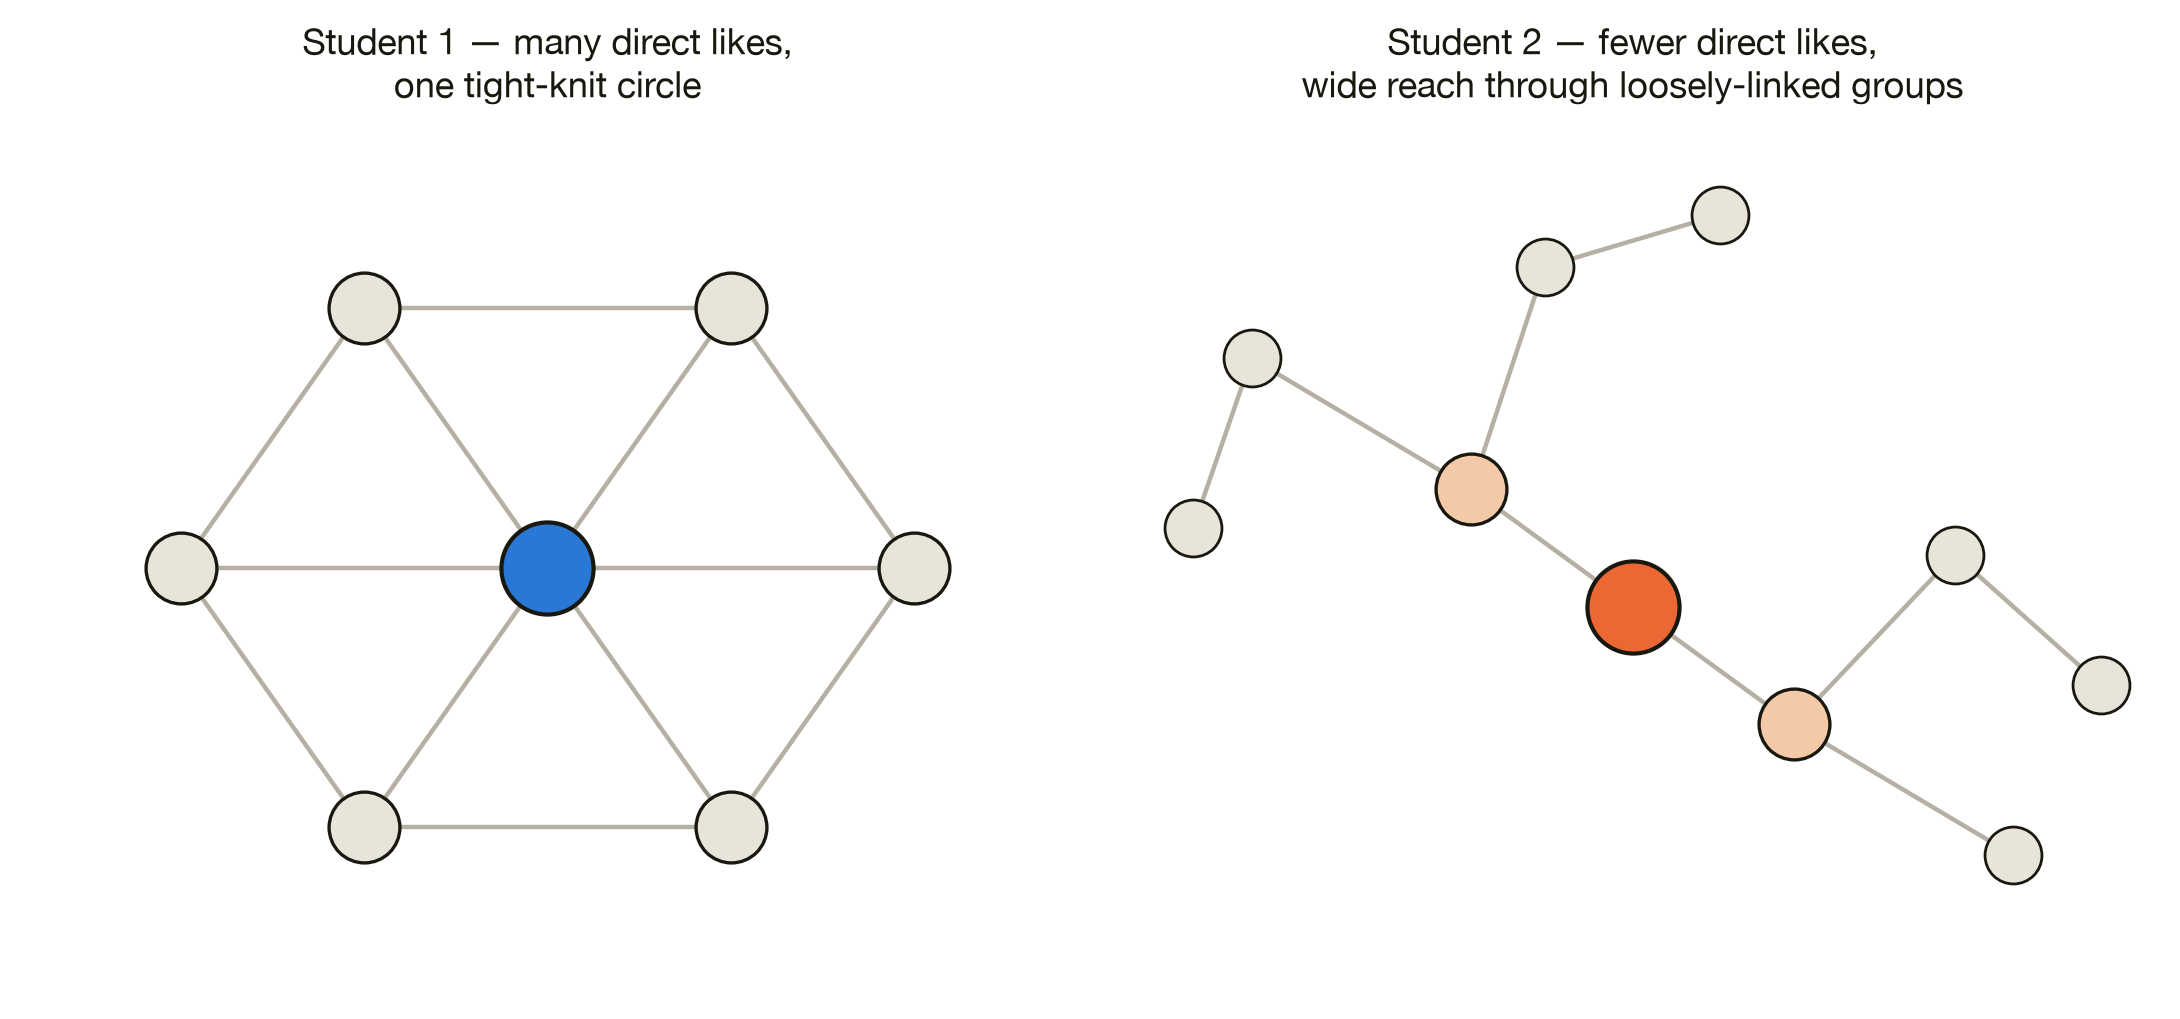 Student 1 — many direct likes,
one tight-knit circle
Student 2 — fewer direct likes,
wide reach through loosely-linked groups